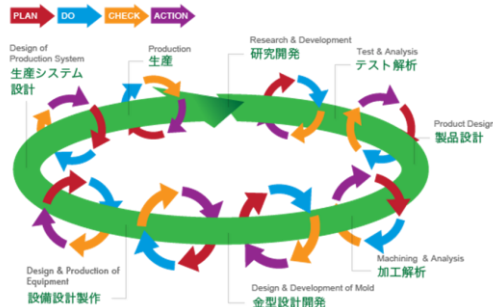 PLAN DO CHECK ACTION
Research & Development
研究開発
Test & Analysis
テスト解析
Product Design
製品設計
Machining & Analysis
加工解析
Design & Development of Mold
金型設計開発
Design & Production of
Equipment
設備設計製作
Design of
Production System
生産システム
設計
Production
生産